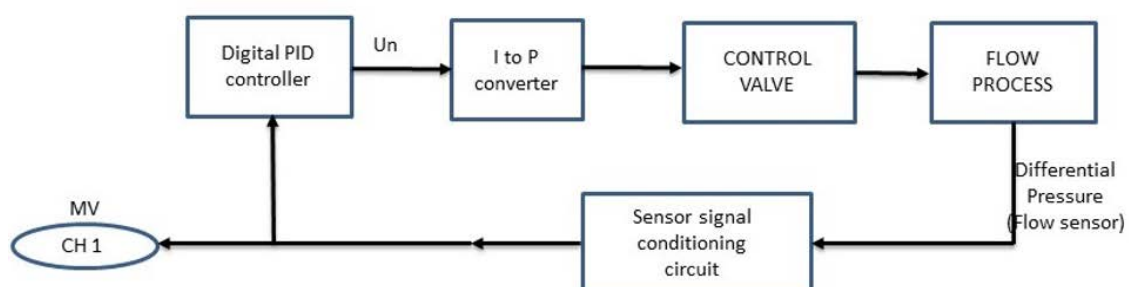 Digital PID
controller
Un
I to P
converter
CONTROL
VALVE
FLOW
PROCESS
Differential
Pressure
(Flow sensor)
Sensor signal
conditioning
circuit
MV
CH 1